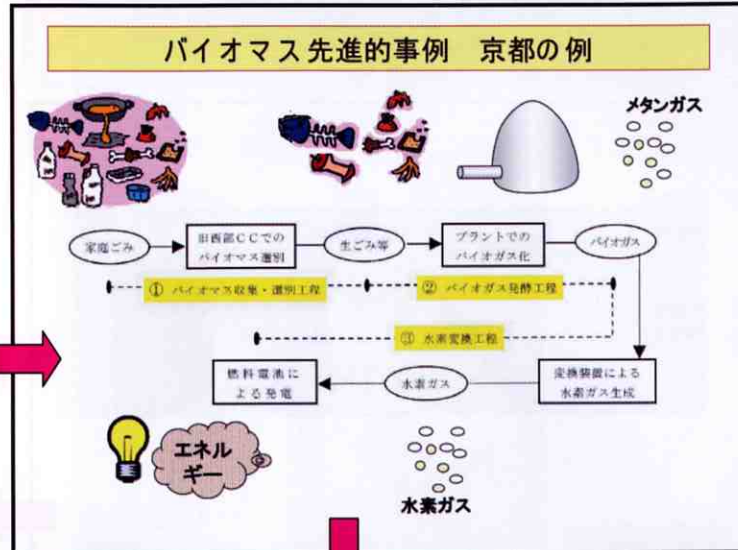 バイオマス先進的事例　京都の例
メタンガス
家庭ごみ
旧西部ＣＣでの
バイオマス選別
生ごみ等
プラントでの
バイオガス化
バイオガス
① バイオマス収集・選別工程
② バイオガス発酵工程
③ 水素変換工程
燃料電池に
よる発電
水素ガス
変換装置による
水素ガス生成
エネル
ギー
水素ガス